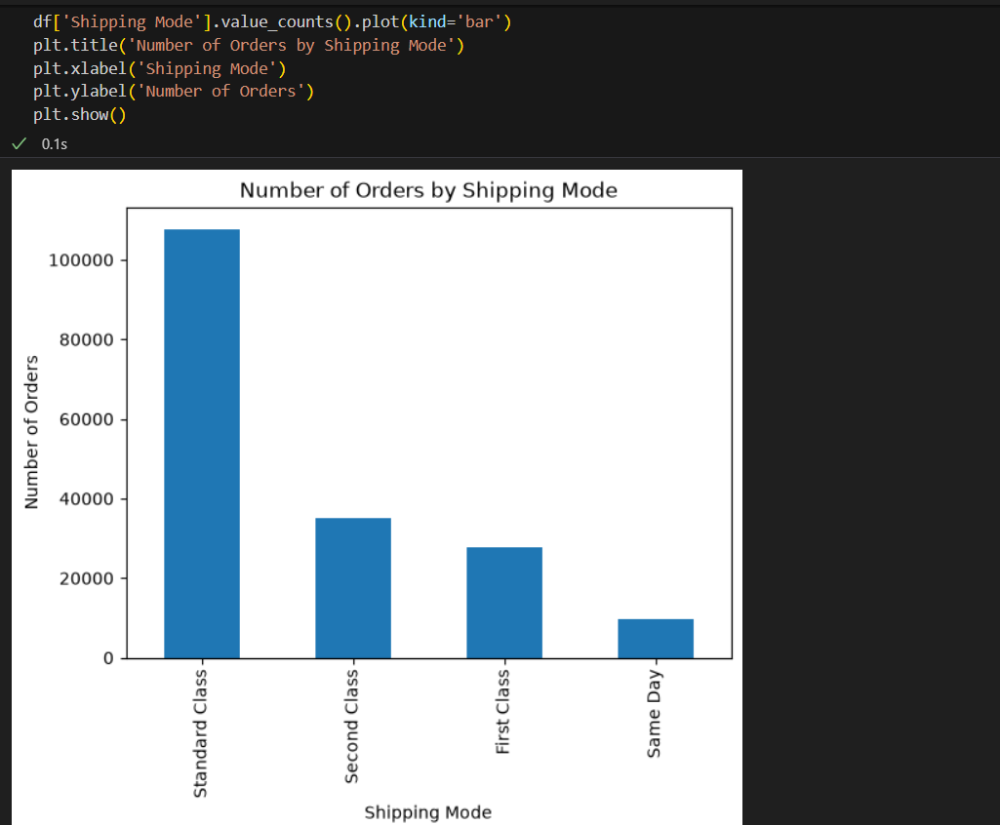 df['Shipping Mode'].value_counts().plot(kind='bar')
plt.title('Number of Orders by Shipping Mode')
plt.xlabel('Shipping Mode')
plt.ylabel('Number of Orders')
plt.show()
0.1s
Number of Orders by Shipping Mode
Number of Orders
100000
80000
60000
40000
20000
0
Standard Class
Second Class
First Class
Same Day
Shipping Mode